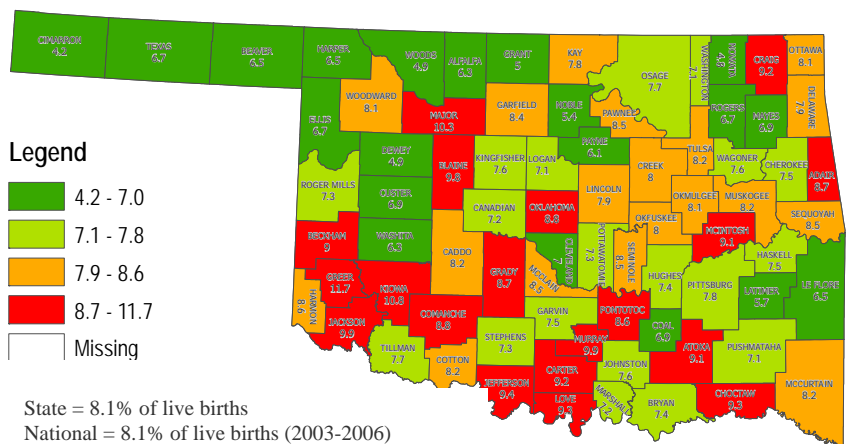 CIMARRON
4.2
TEXAS
6.7
BEAVER
6.3
HARPER
6.5
WOODS
4.9
ALFALFA
6.3
GRANT
5
KAY
7.8
OSAGE
7.7
WASHINGTON
7.1
NOWATA
4.8
CRAIG
9.2
OTTAWA
8.1
WOODWARD
8.1
MAJOR
10.3
GARFIELD
8.4
NOBLE
5.4
PAWNEE
8.5
ROGERS
6.7
MAYES
6.9
DELAWARE
7.9
ELLIS
6.7
DEWEY
4.9
BLAINE
9.8
KINGFISHER
7.6
LOGAN
7.1
PAYNE
6.1
CREEK
8
TULSA
8.2
WAGONER
7.6
CHEROKEE
7.5
ADAIR
8.7
Legend
4.2 - 7.0
7.1 - 7.8
7.9 - 8.6
8.7 - 11.7
Missing
ROGER MILLS
7.3
CUSTER
6.9
CANADIAN
7.2
OKLAHOMA
8.8
LINCOLN
7.9
OKFUSKEE
8
OKMULGEE
8.1
MUSKOGEE
8.2
SEQUOYAH
8.5
BECKHAM
9
WASHITA
6.3
CADDO
8.2
GRADY
8.7
CLEVELAND
7
MCCLAIN
8.5
POTTAWATOMIE
7.3
SEMINOLE
8.5
HUGHES
7.4
MCINTOSH
9.1
HASKELL
7.5
PITTSBURG
7.8
LATIMER
5.7
LE FLORE
6.5
GREER
11.7
HARMON
8.6
KIOWA
10.8
JACKSON
9.9
COMANCHE
8.8
TILLMAN
7.7
COTTON
8.2
STEPHENS
7.3
GARVIN
7.5
PONTOTOC
8.6
MURRAY
9.9
COAL
6.0
ATOKA
9.1
PUSHMATAHA
7.1
MCCURTAIN
8.2
JEFFERSON
9.4
CARTER
9.2
LOVE
9.3
JOHNSTON
7.6
MARSHALL
7.2
BRYAN
7.4
CHOCTAW
9.3
State = 8.1% of live births
National = 8.1% of live births (2003-2006)